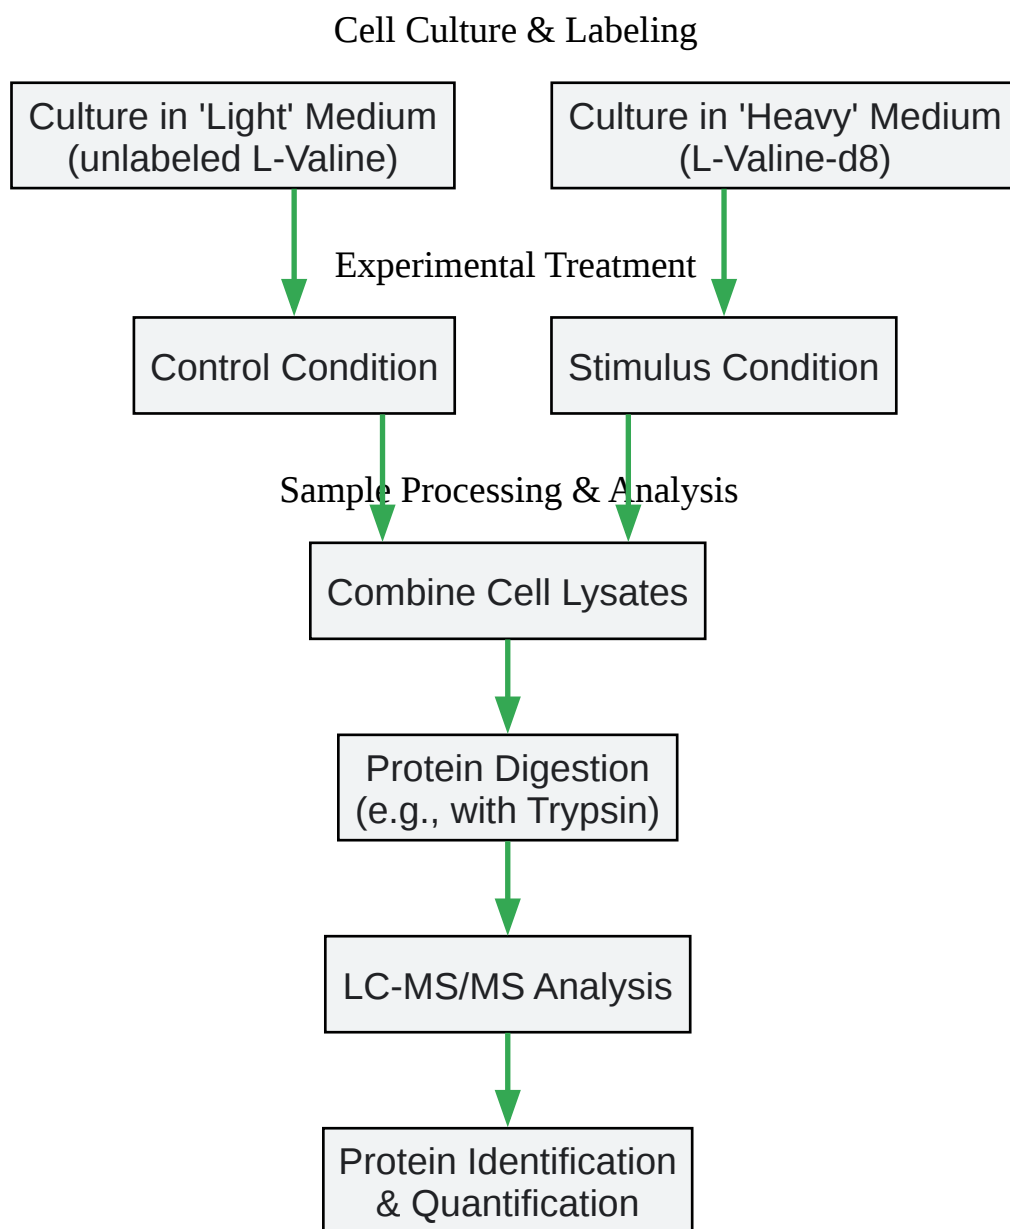 Cell Culture & Labeling
Culture in 'Light' Medium
(unlabeled L-Valine)
Culture in 'Heavy' Medium
(L-Valine-d8)
Experimental Treatment
Control Condition
Stimulus Condition
Sample Processing & Analysis
Combine Cell Lysates
Protein Digestion
(e.g., with Trypsin)
LC-MS/MS Analysis
Protein Identification
& Quantification